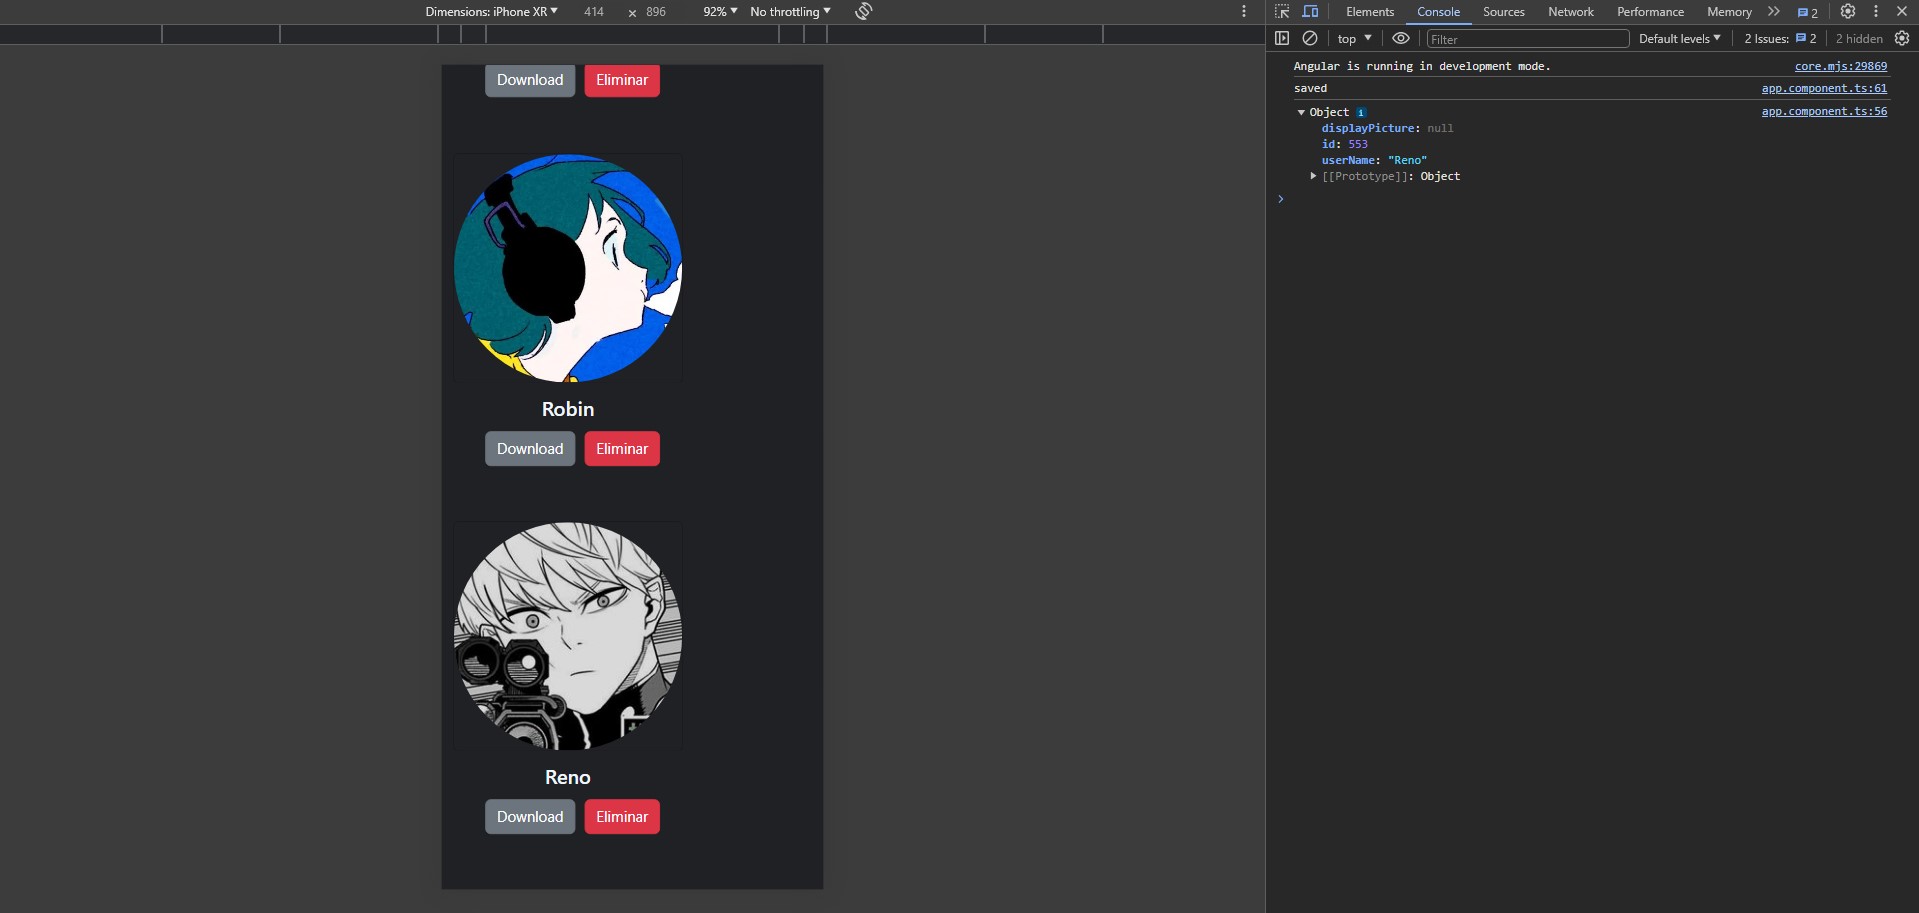 Dimensions: iPhone XR 414 x 896 92% No throttling
Elements Console Sources Network Performance Memory 2
top Filter Default levels 2 Issues: 2 2 hidden
Angular is running in development mode. core.mjs:29869
saved app.component.ts:61
Object i app.component.ts:56
displayPicture: null
id: 553
userName: "Reno"
[[Prototype]]: Object
Download Eliminar
Robin
Download Eliminar
Reno
Download Eliminar